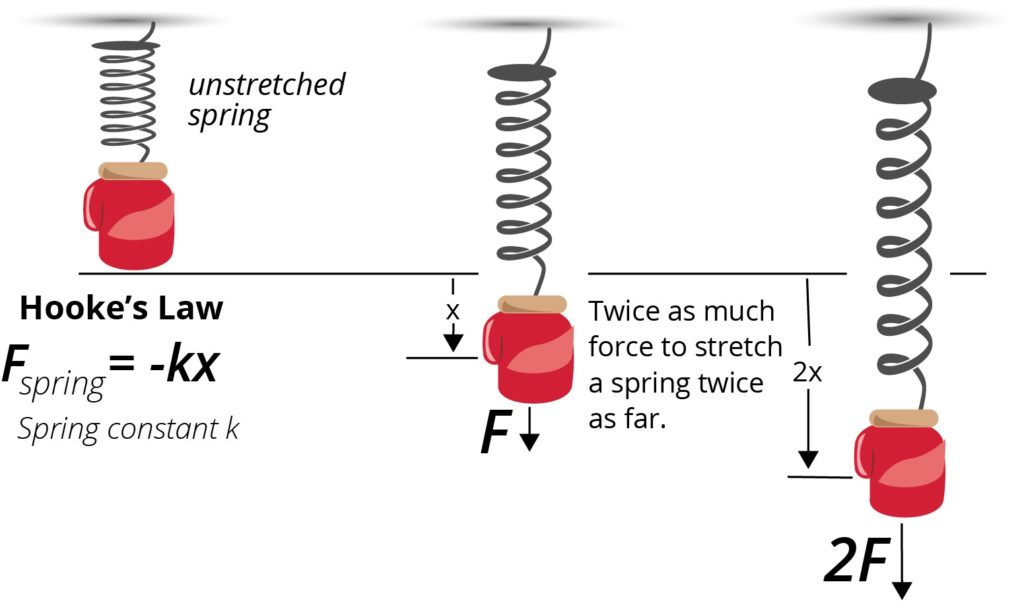 unstretched
spring
Hooke’s Law
Fspring = -kx
Spring constant k
x
F
Twice as much
force to stretch
a spring twice
as far.
2x
2F